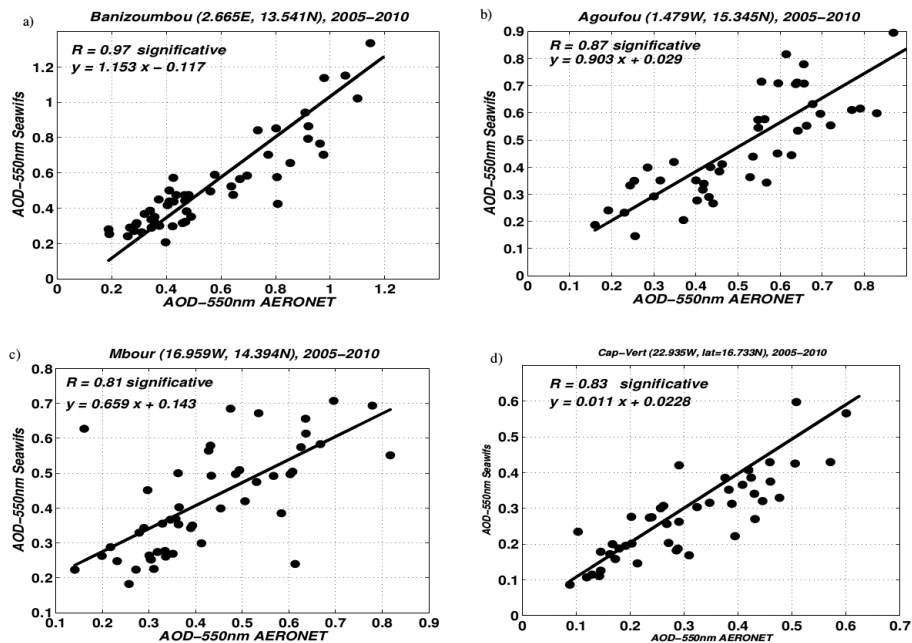 a)
Banizoumbou (2.665E, 13.541N), 2005-2010
R = 0.97 significative
y = 1.153 x - 0.117
AOD-550nm Seawifs
1.2
1
0.8
0.6
0.4
0.2
0
0 0.2 0.4 0.6 0.8 1 1.2
AOD-550nm AERONET
b)
Agoufou (1.479W, 15.345N), 2005-2010
R = 0.87 significative
y = 0.903 x + 0.029
AOD-550nm Seawifs
0.9
0.8
0.7
0.6
0.5
0.4
0.3
0.2
0.1
0
0 0.1 0.2 0.3 0.4 0.5 0.6 0.7 0.8 0.9
AOD-550nm AERONET
c)
Mbour (16.959W, 14.394N), 2005-2010
R = 0.81 significative
y = 0.659 x + 0.143
AOD-550nm Seawifs
0.8
0.7
0.6
0.5
0.4
0.3
0.2
0.1
0.1 0.2 0.3 0.4 0.5 0.6 0.7 0.8 0.9
AOD-550nm AERONET
d)
Cap-Vert (22.935W, lat=16.733N), 2005-2010
R = 0.83 significative
y = 0.011 x + 0.0228
AOD-550nm Seawifs
0.6
0.4
0.2
0.1
0
0 0.1 0.2 0.3 0.4 0.5 0.6 0.7
AOD-550nm AERONET